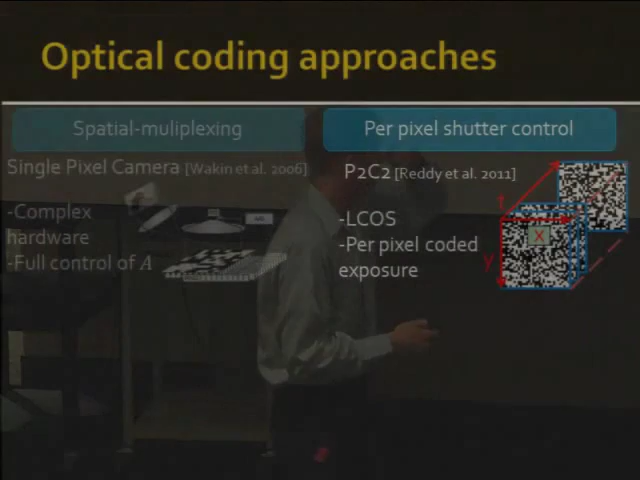 Optical coding approaches
Spatial-muliplexing
Per pixel shutter control
Single Pixel Camera [Wakin et al. 2006]
-Complex
hardware
-Full control of A
P2C2 [Reddy et al. 2011]
-LCOS
-Per pixel coded
exposure
t
x
y